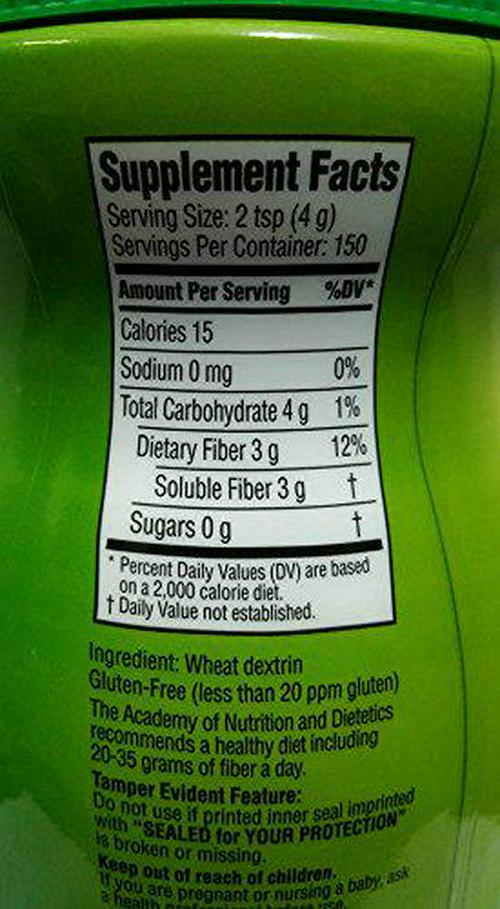 Supplement Facts
Serving Size: 2 tsp (4 g)
Servings Per Container: 150
Amount Per Serving %DV*
Calories 15
Sodium 0 mg 0%
Total Carbohydrate 4 g 1%
Dietary Fiber 3 g 12%
Soluble Fiber 3 g †
Sugars 0 g †
* Percent Daily Values (DV) are based
on a 2,000 calorie diet.
† Daily Value not established.
Ingredient: Wheat dextrin
Gluten-Free (less than 20 ppm gluten)
The Academy of Nutrition and Dietetics
recommends a healthy diet including
20-35 grams of fiber a day.
Tamper Evident Feature:
Do not use if printed inner seal imprinted
with "SEALED for YOUR PROTECTION"
is broken or missing.
Keep out of reach of children.
If you are pregnant or nursing a baby, ask
a health professional before use.